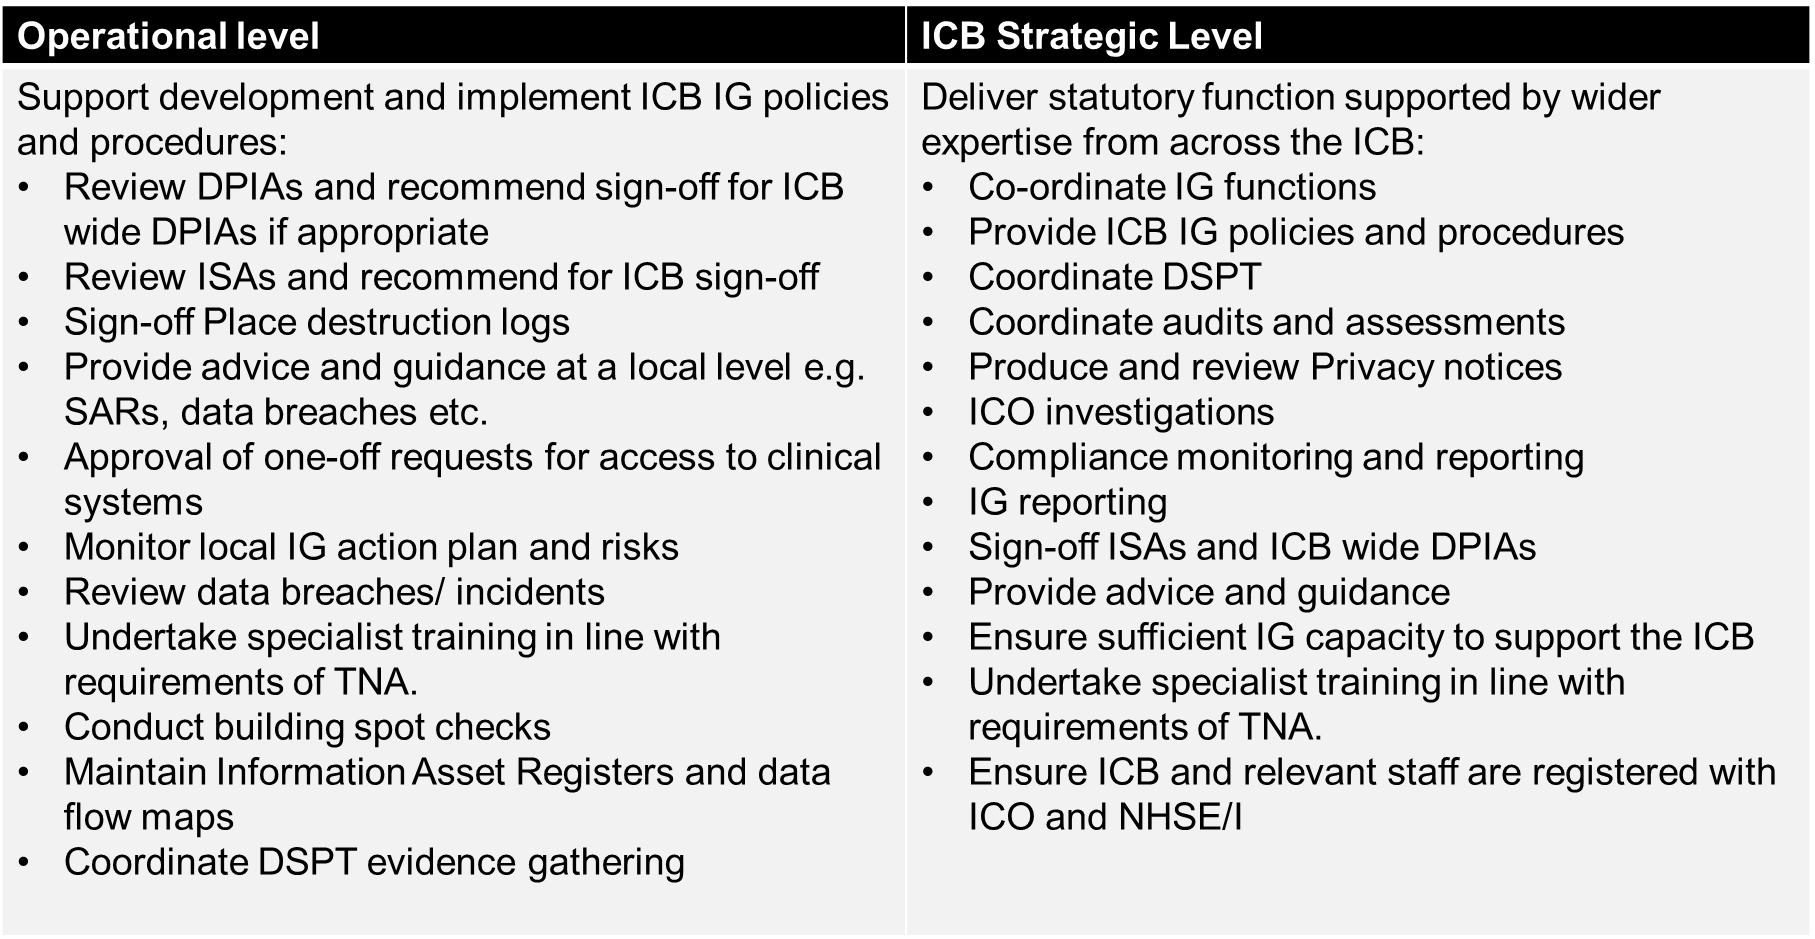 Operational level
Support development and implement ICB IG policies
and procedures:
• Review DPIAs and recommend sign-off for ICB
wide DPIAs if appropriate
• Review ISAs and recommend for ICB sign-off
• Sign-off Place destruction logs
• Provide advice and guidance at a local level e.g.
SARs, data breaches etc.
• Approval of one-off requests for access to clinical
systems
• Monitor local IG action plan and risks
• Review data breaches/ incidents
• Undertake specialist training in line with
requirements of TNA.
• Conduct building spot checks
• Maintain Information Asset Registers and data
flow maps
• Coordinate DSPT evidence gathering
ICB Strategic Level
Deliver statutory function supported by wider
expertise from across the ICB:
• Co-ordinate IG functions
• Provide ICB IG policies and procedures
• Coordinate DSPT
• Coordinate audits and assessments
• Produce and review Privacy notices
• ICO investigations
• Compliance monitoring and reporting
• IG reporting
• Sign-off ISAs and ICB wide DPIAs
• Provide advice and guidance
• Ensure sufficient IG capacity to support the ICB
• Undertake specialist training in line with
requirements of TNA.
• Ensure ICB and relevant staff are registered with
ICO and NHSE/I